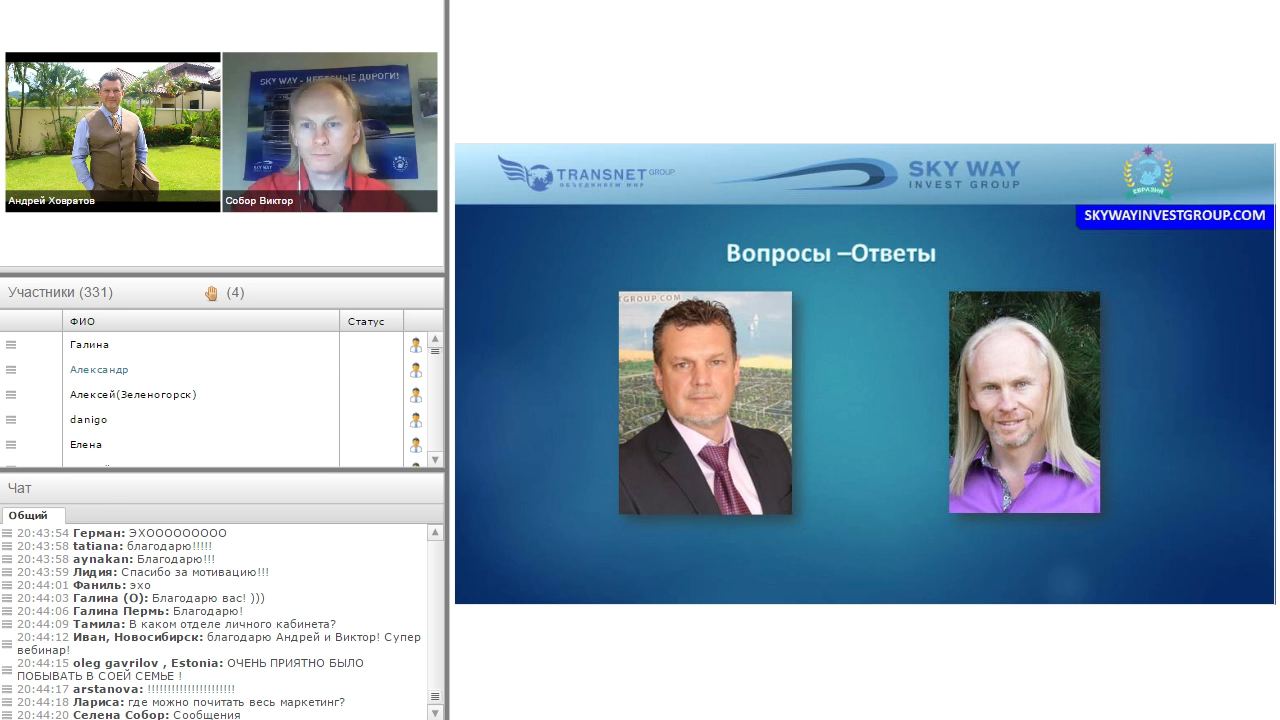 SKY WAY - НЕБЕСНЫЕ ДОРОГИ!
SKY WAY
Андрей Ховратов
Собор Виктор
Участники (331)
(4)
ФИО
Статус
Галина
Александр
Алексей(Зеленогорск)
danigo
Елена
Чат
Общий
20:43:54 Герман: ЭХООООООООО
20:43:58 tatiana: благодарю!!!!!
20:43:58 aynakan: Благодарю!!!
20:43:59 Лидия: Спасибо за мотивацию!!!
20:44:01 Фаниль: эхо
20:44:03 Галина (О): Благодарю вас! )))
20:44:06 Галина Пермь: Благодарю!
20:44:09 Тамила: В каком отделе личного кабинета?
20:44:12 Иван, Новосибирск: благодарю Андрей и Виктор! Супер
вебинар!
20:44:15 oleg gavrilov , Estonia: ОЧЕНЬ ПРИЯТНО БЫЛО
ПОБЫВАТЬ В СОЕЙ СЕМЬЕ !
20:44:17 arstanova: !!!!!!!!!!!!!!!!!!!!!!
20:44:18 Лариса: где можно почитать весь маркетинг?
20:44:20 Селена Собор: Сообщения
TRANSNET GROUP
ОБЪЕДИНЯЕМ МИР
SKY WAY
INVEST GROUP
ЕВРАЗИЯ
SKYWAYINVESTGROUP.COM
Вопросы –Ответы
TGROUP.COM